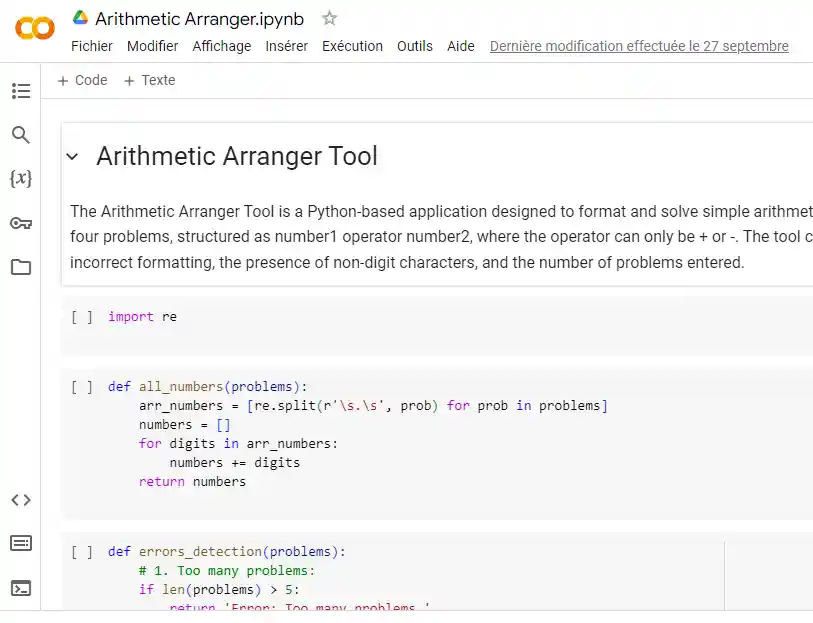 Arithmetic Arranger.ipynb
Fichier Modifier Affichage Insérer Exécution Outils Aide Dernière modification effectuée le 27 septembre
+ Code + Texte
Arithmetic Arranger Tool
The Arithmetic Arranger Tool is a Python-based application designed to format and solve simple arithmet
four problems, structured as number1 operator number2, where the operator can only be + or -. The tool c
incorrect formatting, the presence of non-digit characters, and the number of problems entered.
[ ] import re
[ ] def all_numbers(problems):
arr_numbers = [re.split(r'\s.\s', prob) for prob in problems]
numbers = []
for digits in arr_numbers:
numbers += digits
return numbers
[ ] def errors_detection(problems):
# 1. Too many problems:
if len(problems) > 5:
return 'Error: Too many problems.'